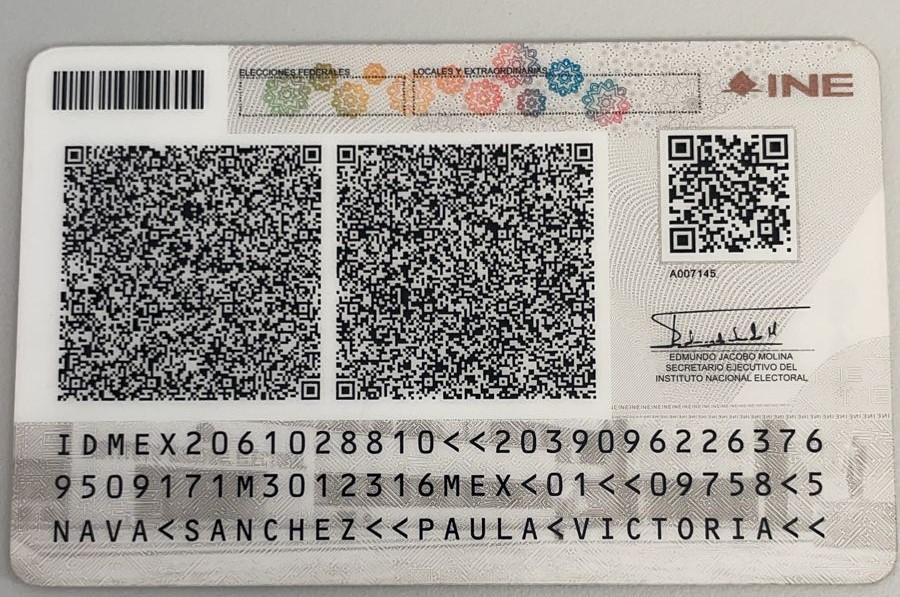 ELECCIONES FEDERALES
LOCALES Y EXTRAORDINARIAS
INE
A007145
EDMUNDO JACOBO MOLINA
SECRETARIO EJECUTIVO DEL
INSTITUTO NACIONAL ELECTORAL
IDMEX2061028810<<2039096226376
9509171M3012316MEX<01<<09758<5
NAVA<SANCHEZ<<PAULA<VICTORIA<<